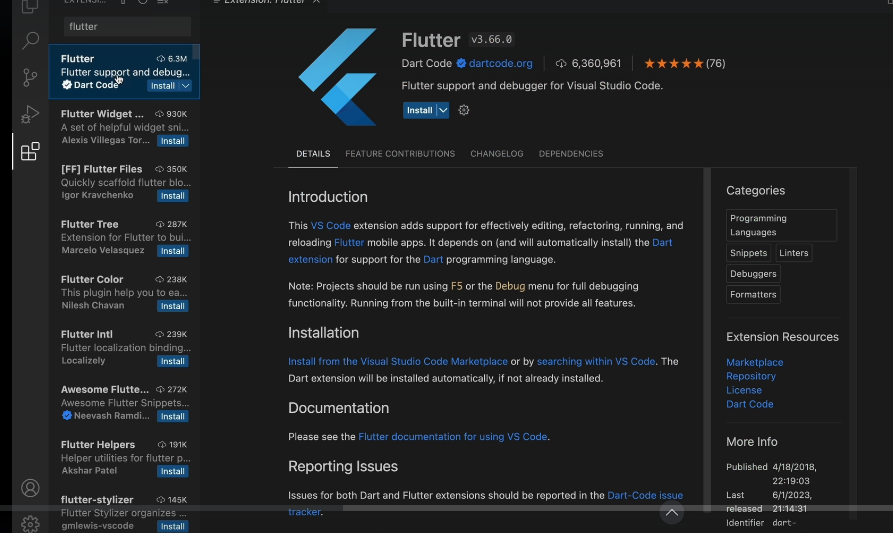 Extension: Flutter
flutter
Flutter 6.3M
Flutter support and debug...
Dart Code Install
Flutter Widget ... 930K
A set of helpful widget sni...
Alexis Villegas Tor... Install
[FF] Flutter Files 350K
Quickly scaffold flutter blo...
Igor Kravchenko Install
Flutter Tree 287K
Extension for Flutter to bui...
Marcelo Velasquez Install
Flutter Color 238K
This plugin help you to ea...
Nilesh Chavan Install
Flutter Intl 239K
Flutter localization binding...
Localizely Install
Awesome Flutte... 272K
Awesome Flutter Snippets...
Neevash Ramdi... Install
Flutter Helpers 191K
Helper utilities for flutter p...
Akshar Patel Install
flutter-stylizer 145K
Flutter Stylizer organizes ...
gmlewis-vscode Install
Flutter v3.66.0
Dart Code dartcode.org 6,360,961 (76)
Flutter support and debugger for Visual Studio Code.
Install
DETAILS FEATURE CONTRIBUTIONS CHANGELOG DEPENDENCIES
Introduction
This VS Code extension adds support for effectively editing, refactoring, running, and
reloading Flutter mobile apps. It depends on (and will automatically install) the Dart
extension for support for the Dart programming language.
Note: Projects should be run using F5 or the Debug menu for full debugging
functionality. Running from the built-in terminal will not provide all features.
Installation
Install from the Visual Studio Code Marketplace or by searching within VS Code. The
Dart extension will be installed automatically, if not already installed.
Documentation
Please see the Flutter documentation for using VS Code.
Reporting Issues
Issues for both Dart and Flutter extensions should be reported in the Dart-Code issue
tracker.
Categories
Programming
Languages
Snippets Linters
Debuggers
Formatters
Extension Resources
Marketplace
Repository
License
Dart Code
More Info
Published 4/18/2018,
22:19:03
Last 6/1/2023,
released 21:14:31
Identifier dart-